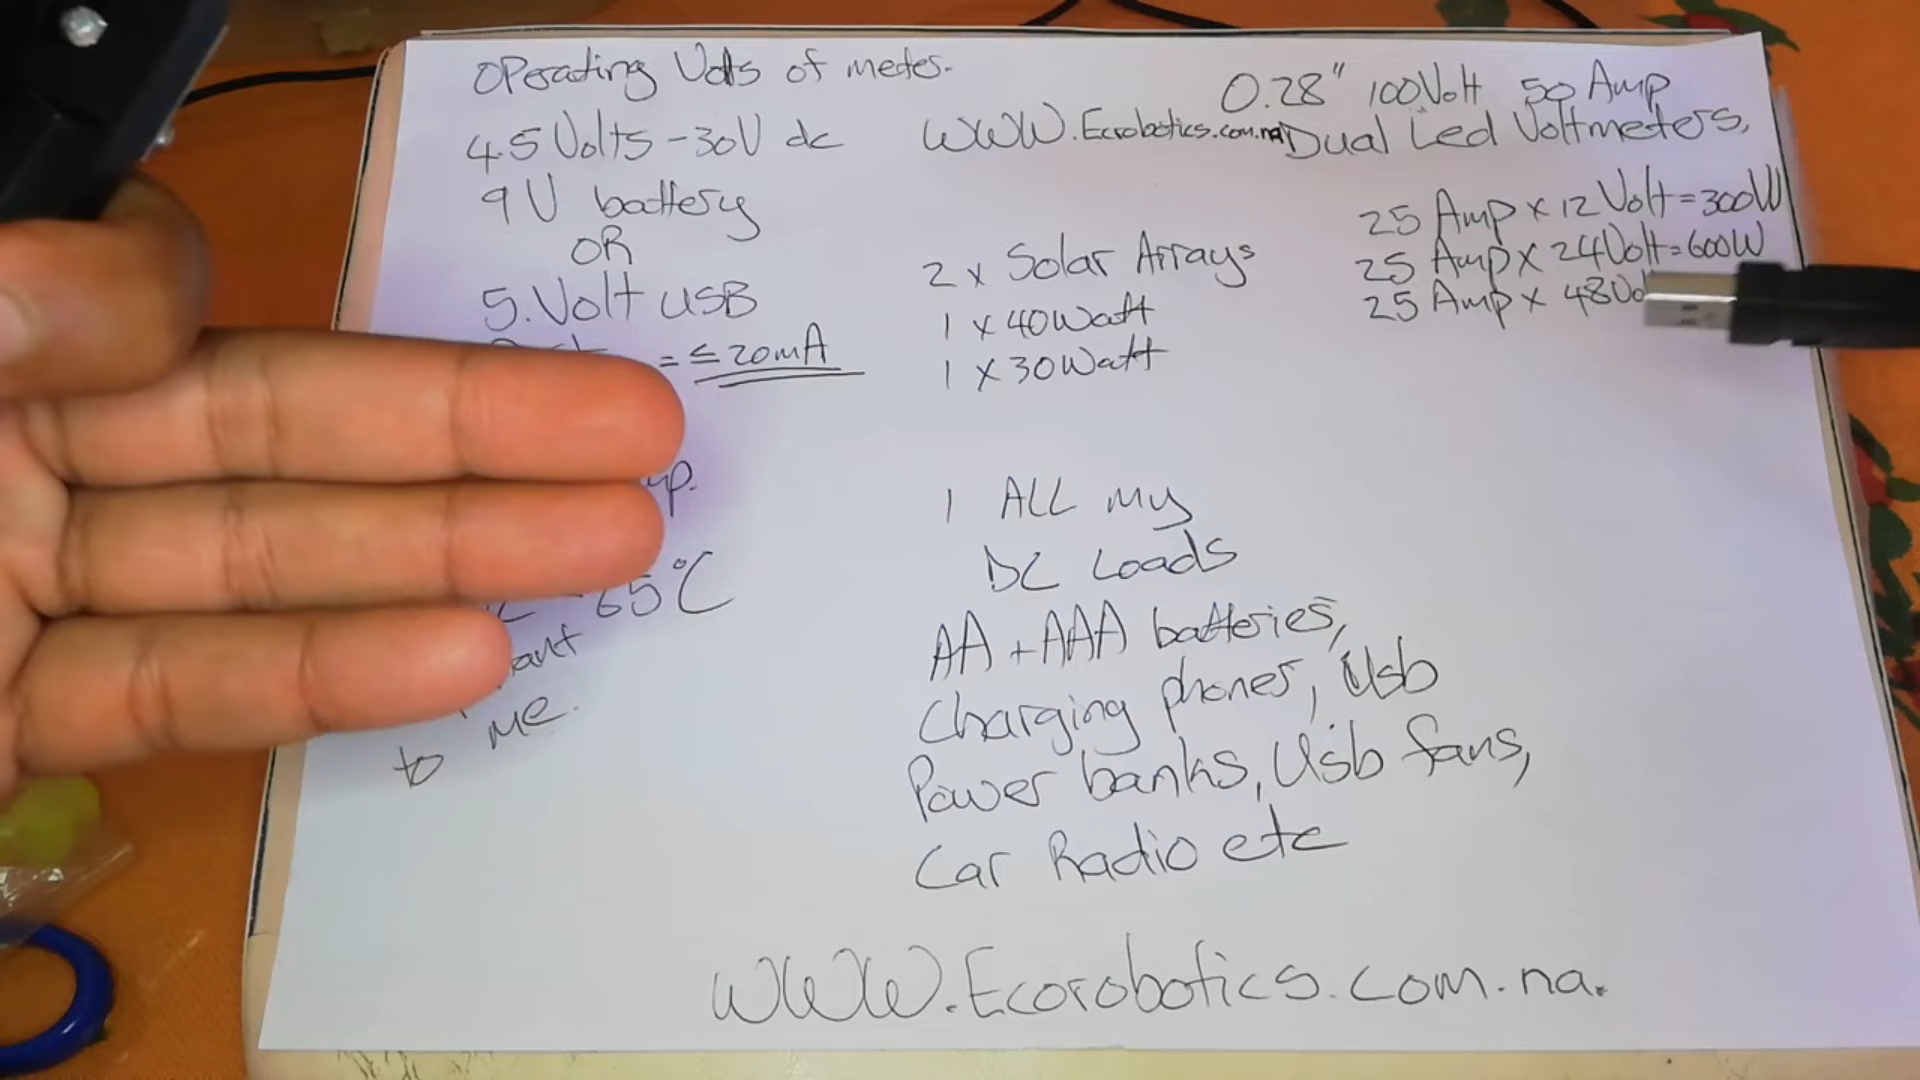 OPerating Volts of meter.
4.5 Volts - 30V dc
9V battery
OR
5.Volt USB
= ≤ 20mA
65°C
to me.
0.28" 100Volt 50 Amp
WWW.Ecorobotics.com.na Dual Led Voltmeters,
25 Amp x 12 Volt = 300W
25 Amp x 24Volt = 600W
25 Amp x 48Vo
2 x Solar Arrays
1 x 40Watt
1 x 30Watt
1 ALL my
DC Loads
AA + AAA batteries,
Charging phones, Usb
Power banks, Usb fans,
Car Radio etc
WWW.Ecorobotics.com.na.